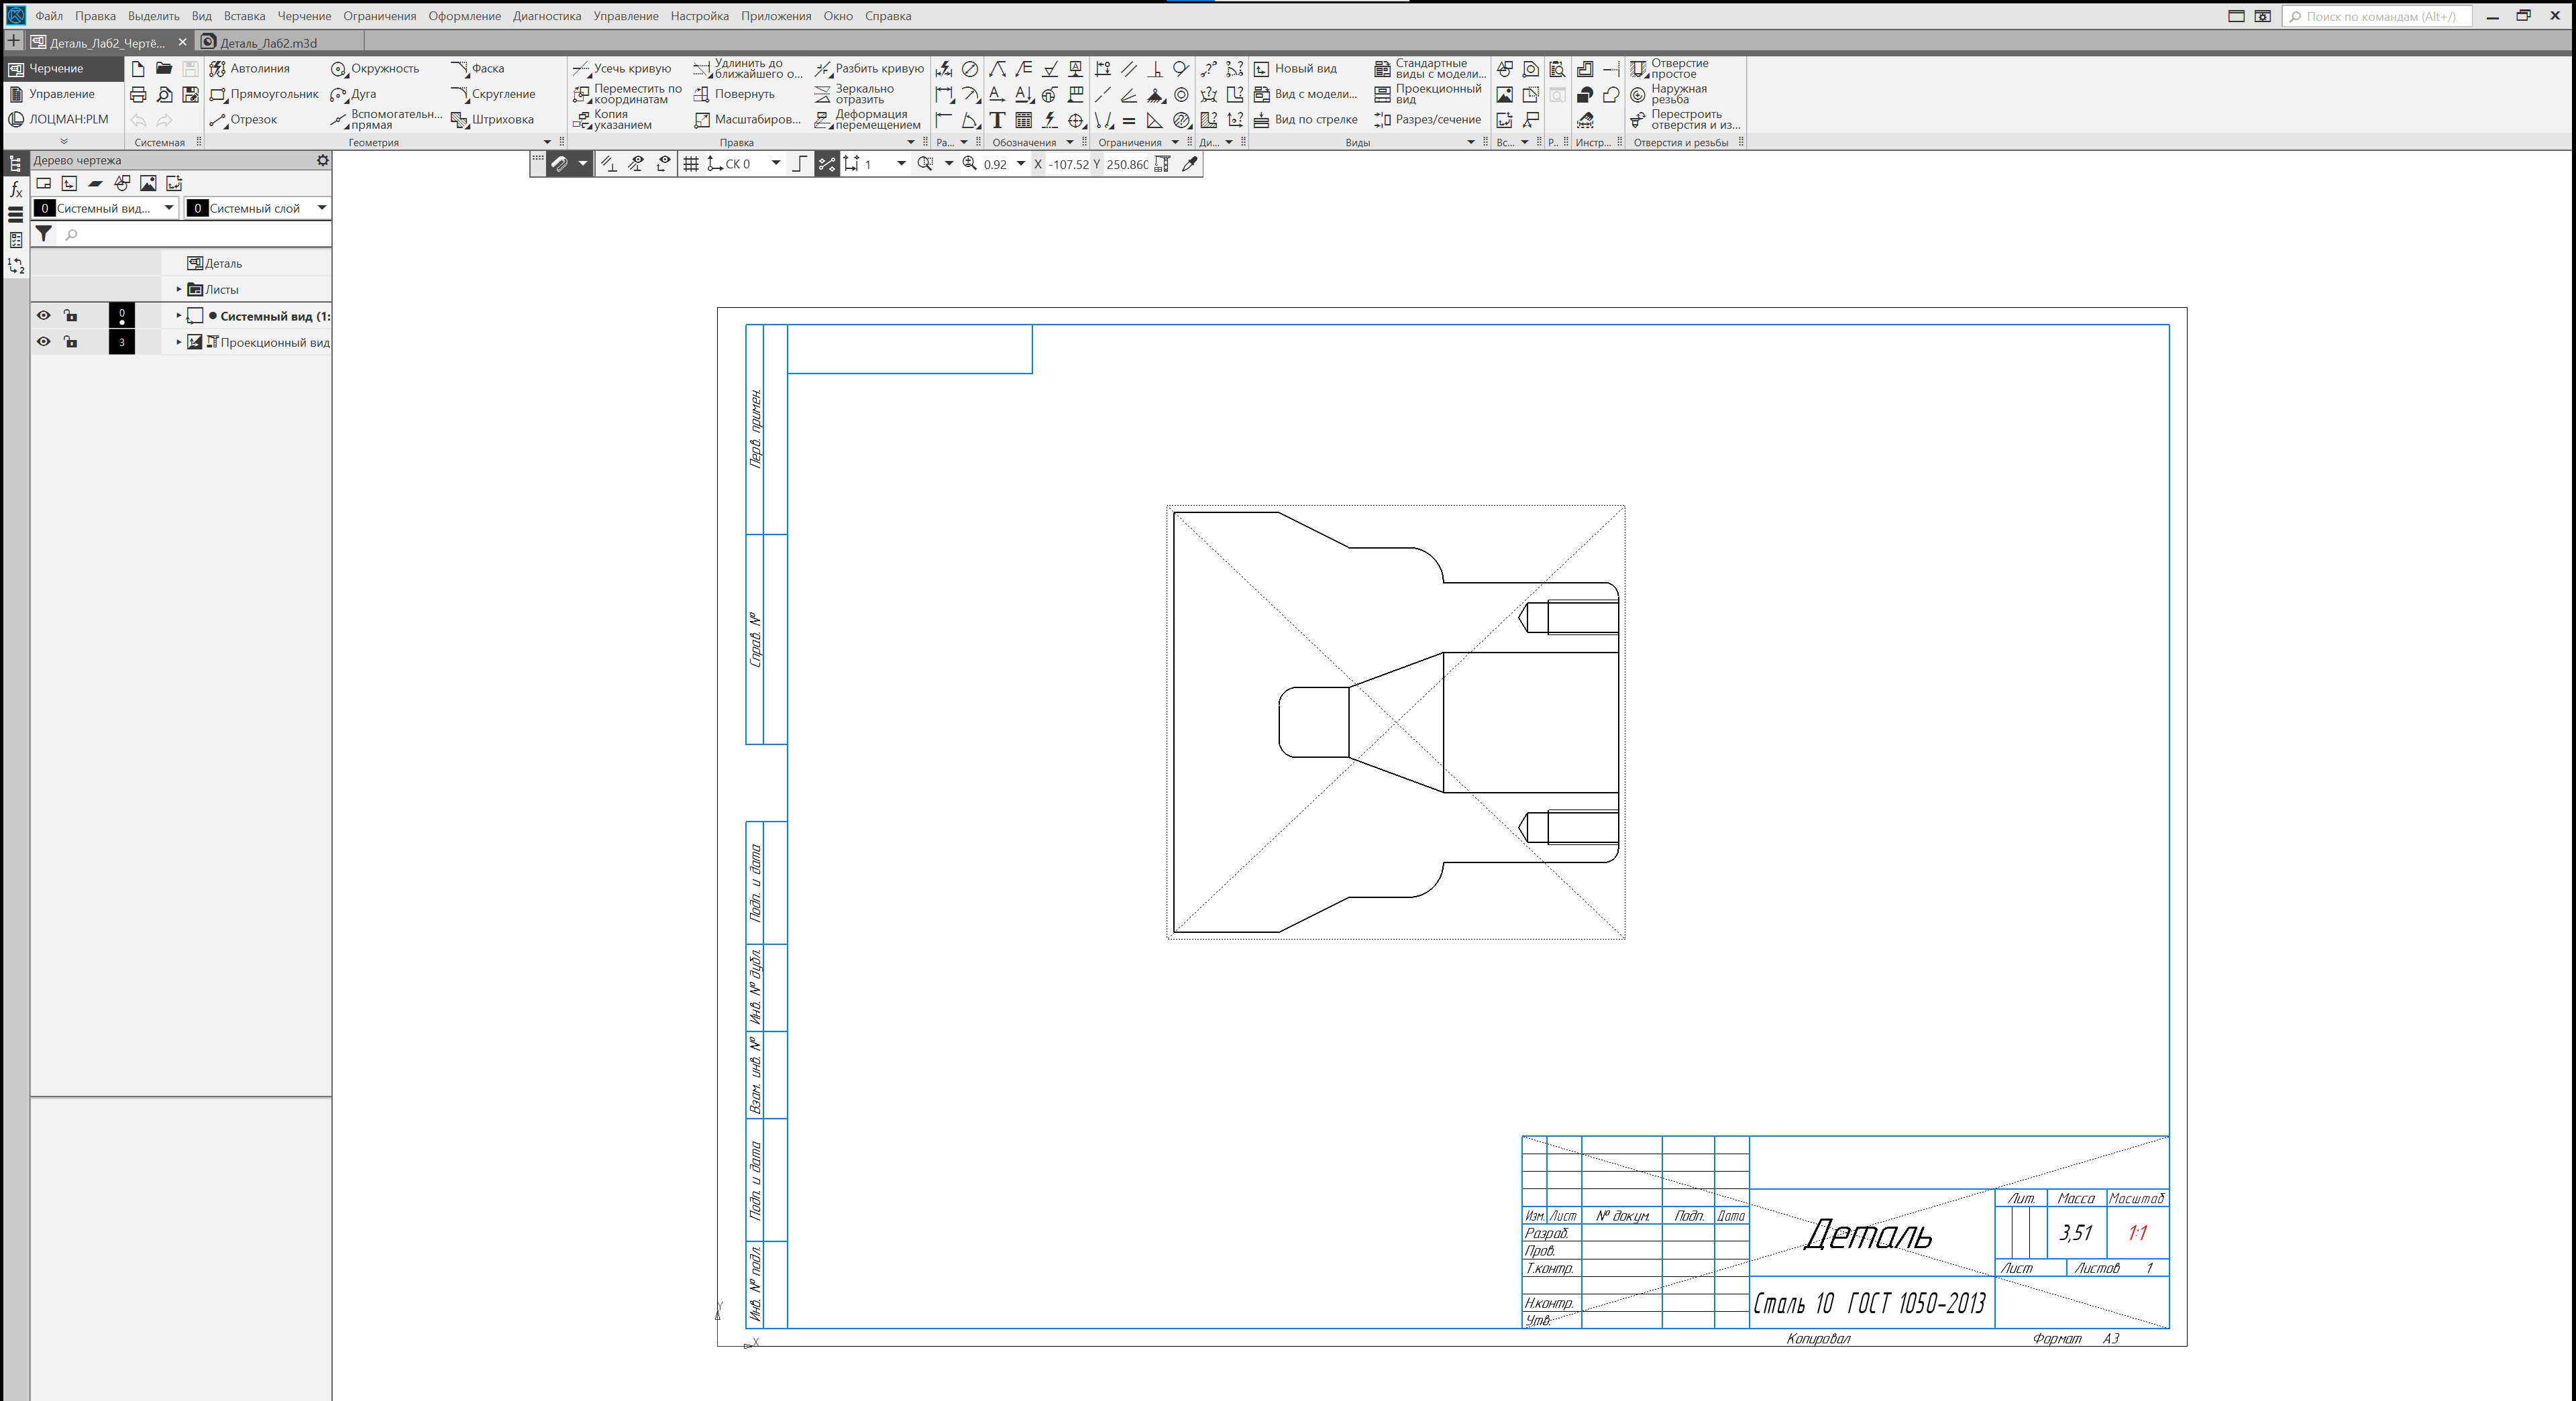 Файл Правка Выделить Вид Вставка Черчение Ограничения Оформление Диагностика Управление Настройка Приложения Окно Справка
Поиск по командам (Alt+/)
Деталь_Лаб2_Чертё...
Деталь_Лаб2.m3d
Черчение
Управление
ЛОЦМАН:PLM
Системная
Автолиния
Прямоугольник
Отрезок
Окружность
Дуга
Вспомогательн...
прямая
Фаска
Скругление
Штриховка
Геометрия
Усечь кривую
Переместить по
координатам
Копия
указанием
Удлинить до
ближайшего о...
Повернуть
Масштабиров...
Разбить кривую
Зеркально
отразить
Деформация
перемещением
Правка
Ра...
Обозначения
Ограничения
Ди...
Новый вид
Вид с модели...
Вид по стрелке
Стандартные
виды с модели...
Проекционный
вид
Разрез/сечение
Виды
Вс...
Р...
Инстр...
Отверстие
простое
Наружная
резьба
Перестроить
отверстия и из...
Отверстия и резьбы
Дерево чертежа
СК 0
1
0.92
X -107.52 Y 250.860
0 Системный вид...
0 Системный слой
Деталь
Листы
0 Системный вид (1:
3 Проекционный вид
Перв. примен.
Справ. №
Подп. и дата
Инв. № дубл.
Взам. инв. №
Подп. и дата
Инв. № подл.
Y
X
Изм. Лист № докум. Подп. Дата
Разраб.
Пров.
Т.контр.
Н.контр.
Утв.
Деталь
Сталь 10 ГОСТ 1050-2013
Лит. Масса Масштаб
3,51 1:1
Лист Листов 1
Копировал Формат А3